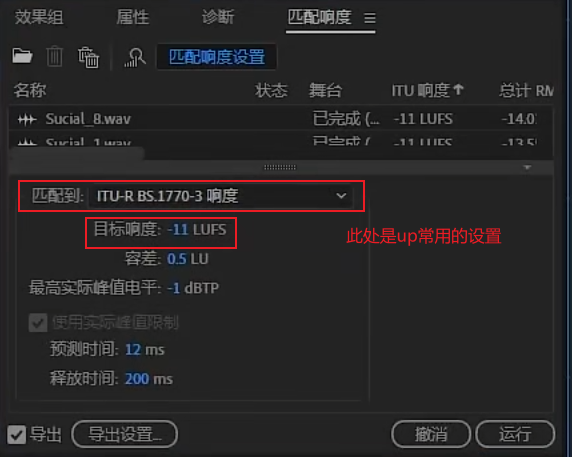 效果组 属性 诊断 匹配响度
匹配响度设置
名称 状态 舞台 ITU 响度 总计 RM
Sucial_8.wav 已完成 (... -11 LUFS -14.0
Sucial_1.wav 已完成 (... -11 LUFS -13.5
匹配到: ITU-R BS.1770-3 响度
目标响度: -11 LUFS
此处是up常用的设置
容差: 0.5 LU
最高实际峰值电平: -1 dBTP
使用实际峰值限制
预测时间: 12 ms
释放时间: 200 ms
导出 导出设置... 撤消 运行